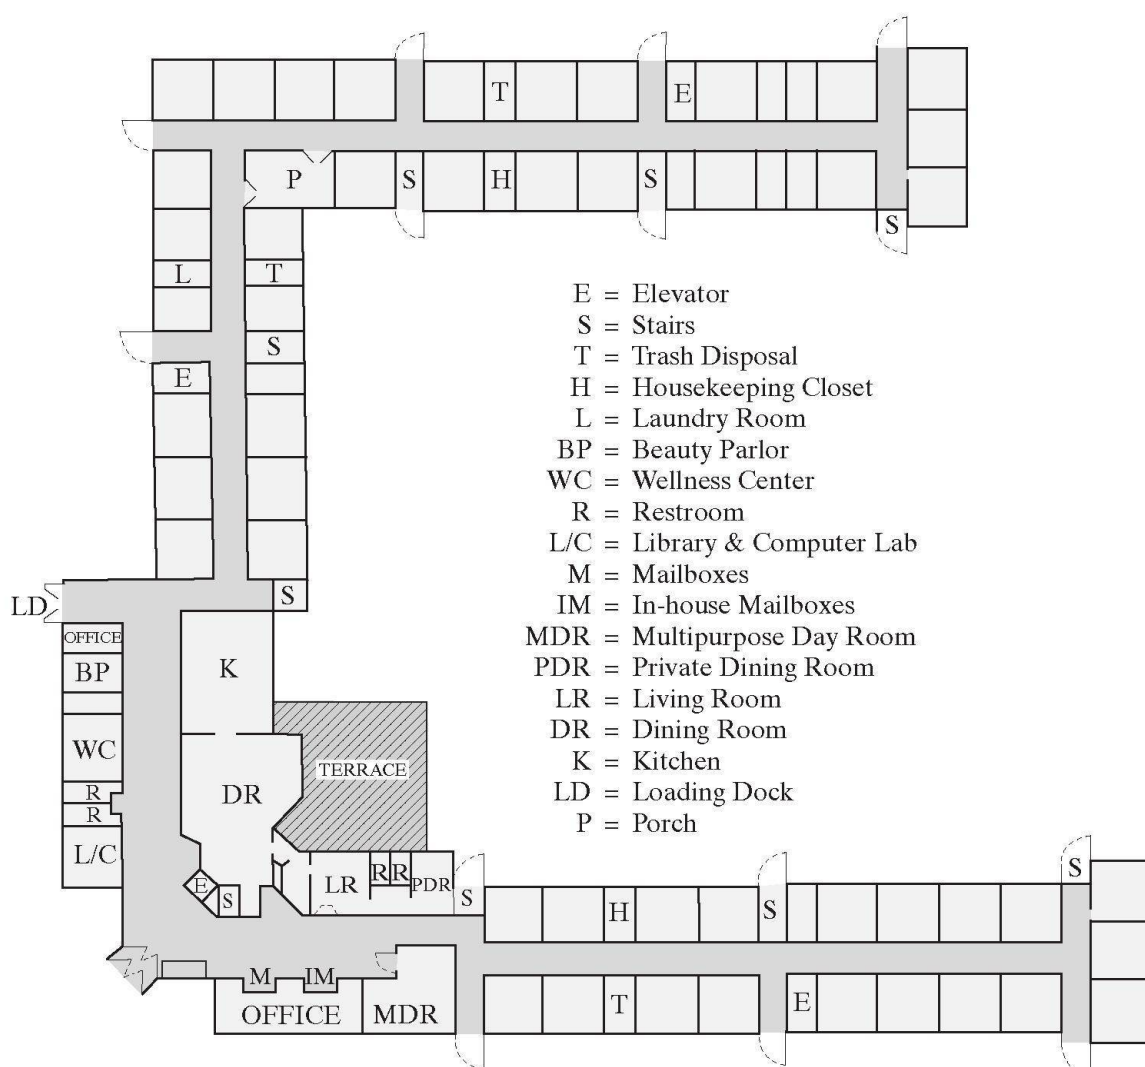 T
E
P
S
H
S
S
L
T
S
E
E = Elevator
S = Stairs
T = Trash Disposal
H = Housekeeping Closet
L = Laundry Room
BP = Beauty Parlor
WC = Wellness Center
R = Restroom
L/C = Library & Computer Lab
M = Mailboxes
IM = In-house Mailboxes
MDR = Multipurpose Day Room
PDR = Private Dining Room
LR = Living Room
DR = Dining Room
K = Kitchen
LD = Loading Dock
P = Porch
LD
S
OFFICE
BP
K
WC
TERRACE
R
DR
R
L/C
E
S
LR
R
R
PDR
S
H
S
S
M
IM
OFFICE
MDR
T
E